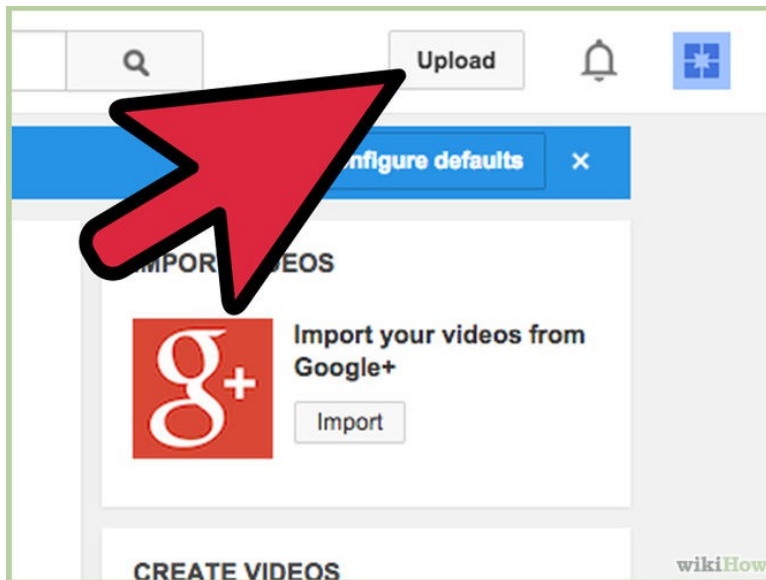 Upload
nfigure defaults ×
IMPOR EOS
Import your videos from
Google+
g+
Import
CREATE VIDEOS
wikiHow